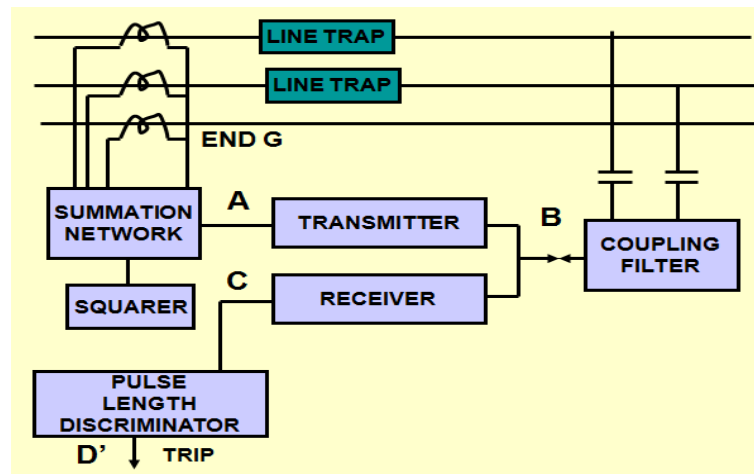 LINE TRAP
LINE TRAP
END G
SUMMATION
NETWORK
A
TRANSMITTER
B
COUPLING
FILTER
SQUARER
C
RECEIVER
PULSE
LENGTH
DISCRIMINATOR
D’
TRIP